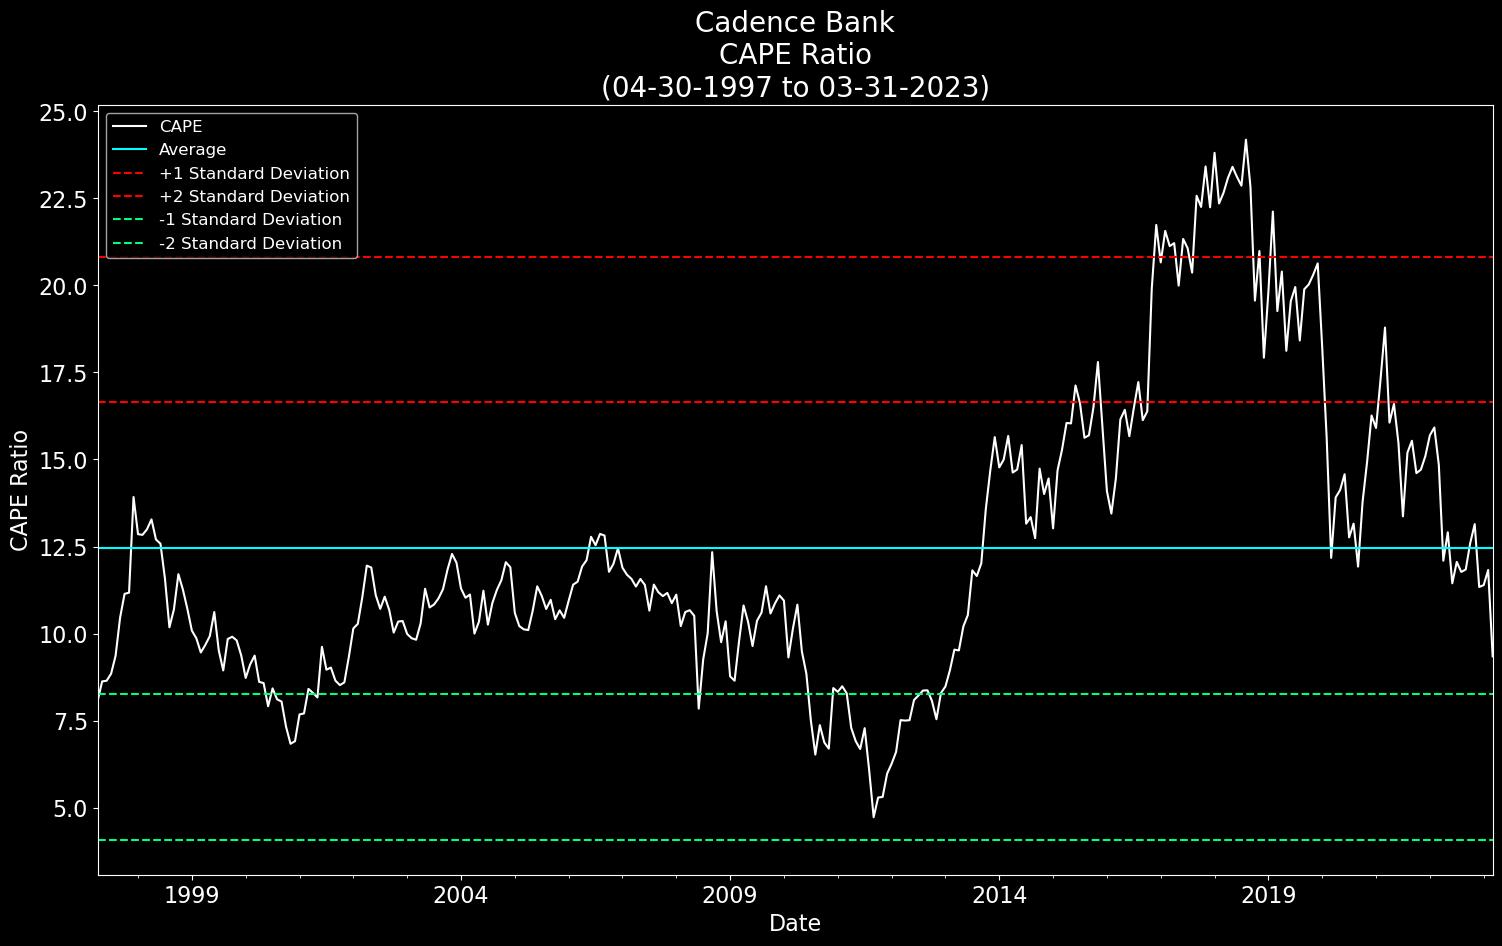 Cadence Bank
CAPE Ratio
(04-30-1997 to 03-31-2023)
CAPE
Average
+1 Standard Deviation
+2 Standard Deviation
-1 Standard Deviation
-2 Standard Deviation
25.0
22.5
20.0
17.5
15.0
12.5
10.0
7.5
5.0
CAPE Ratio
1999 2004 2009 2014 2019
Date